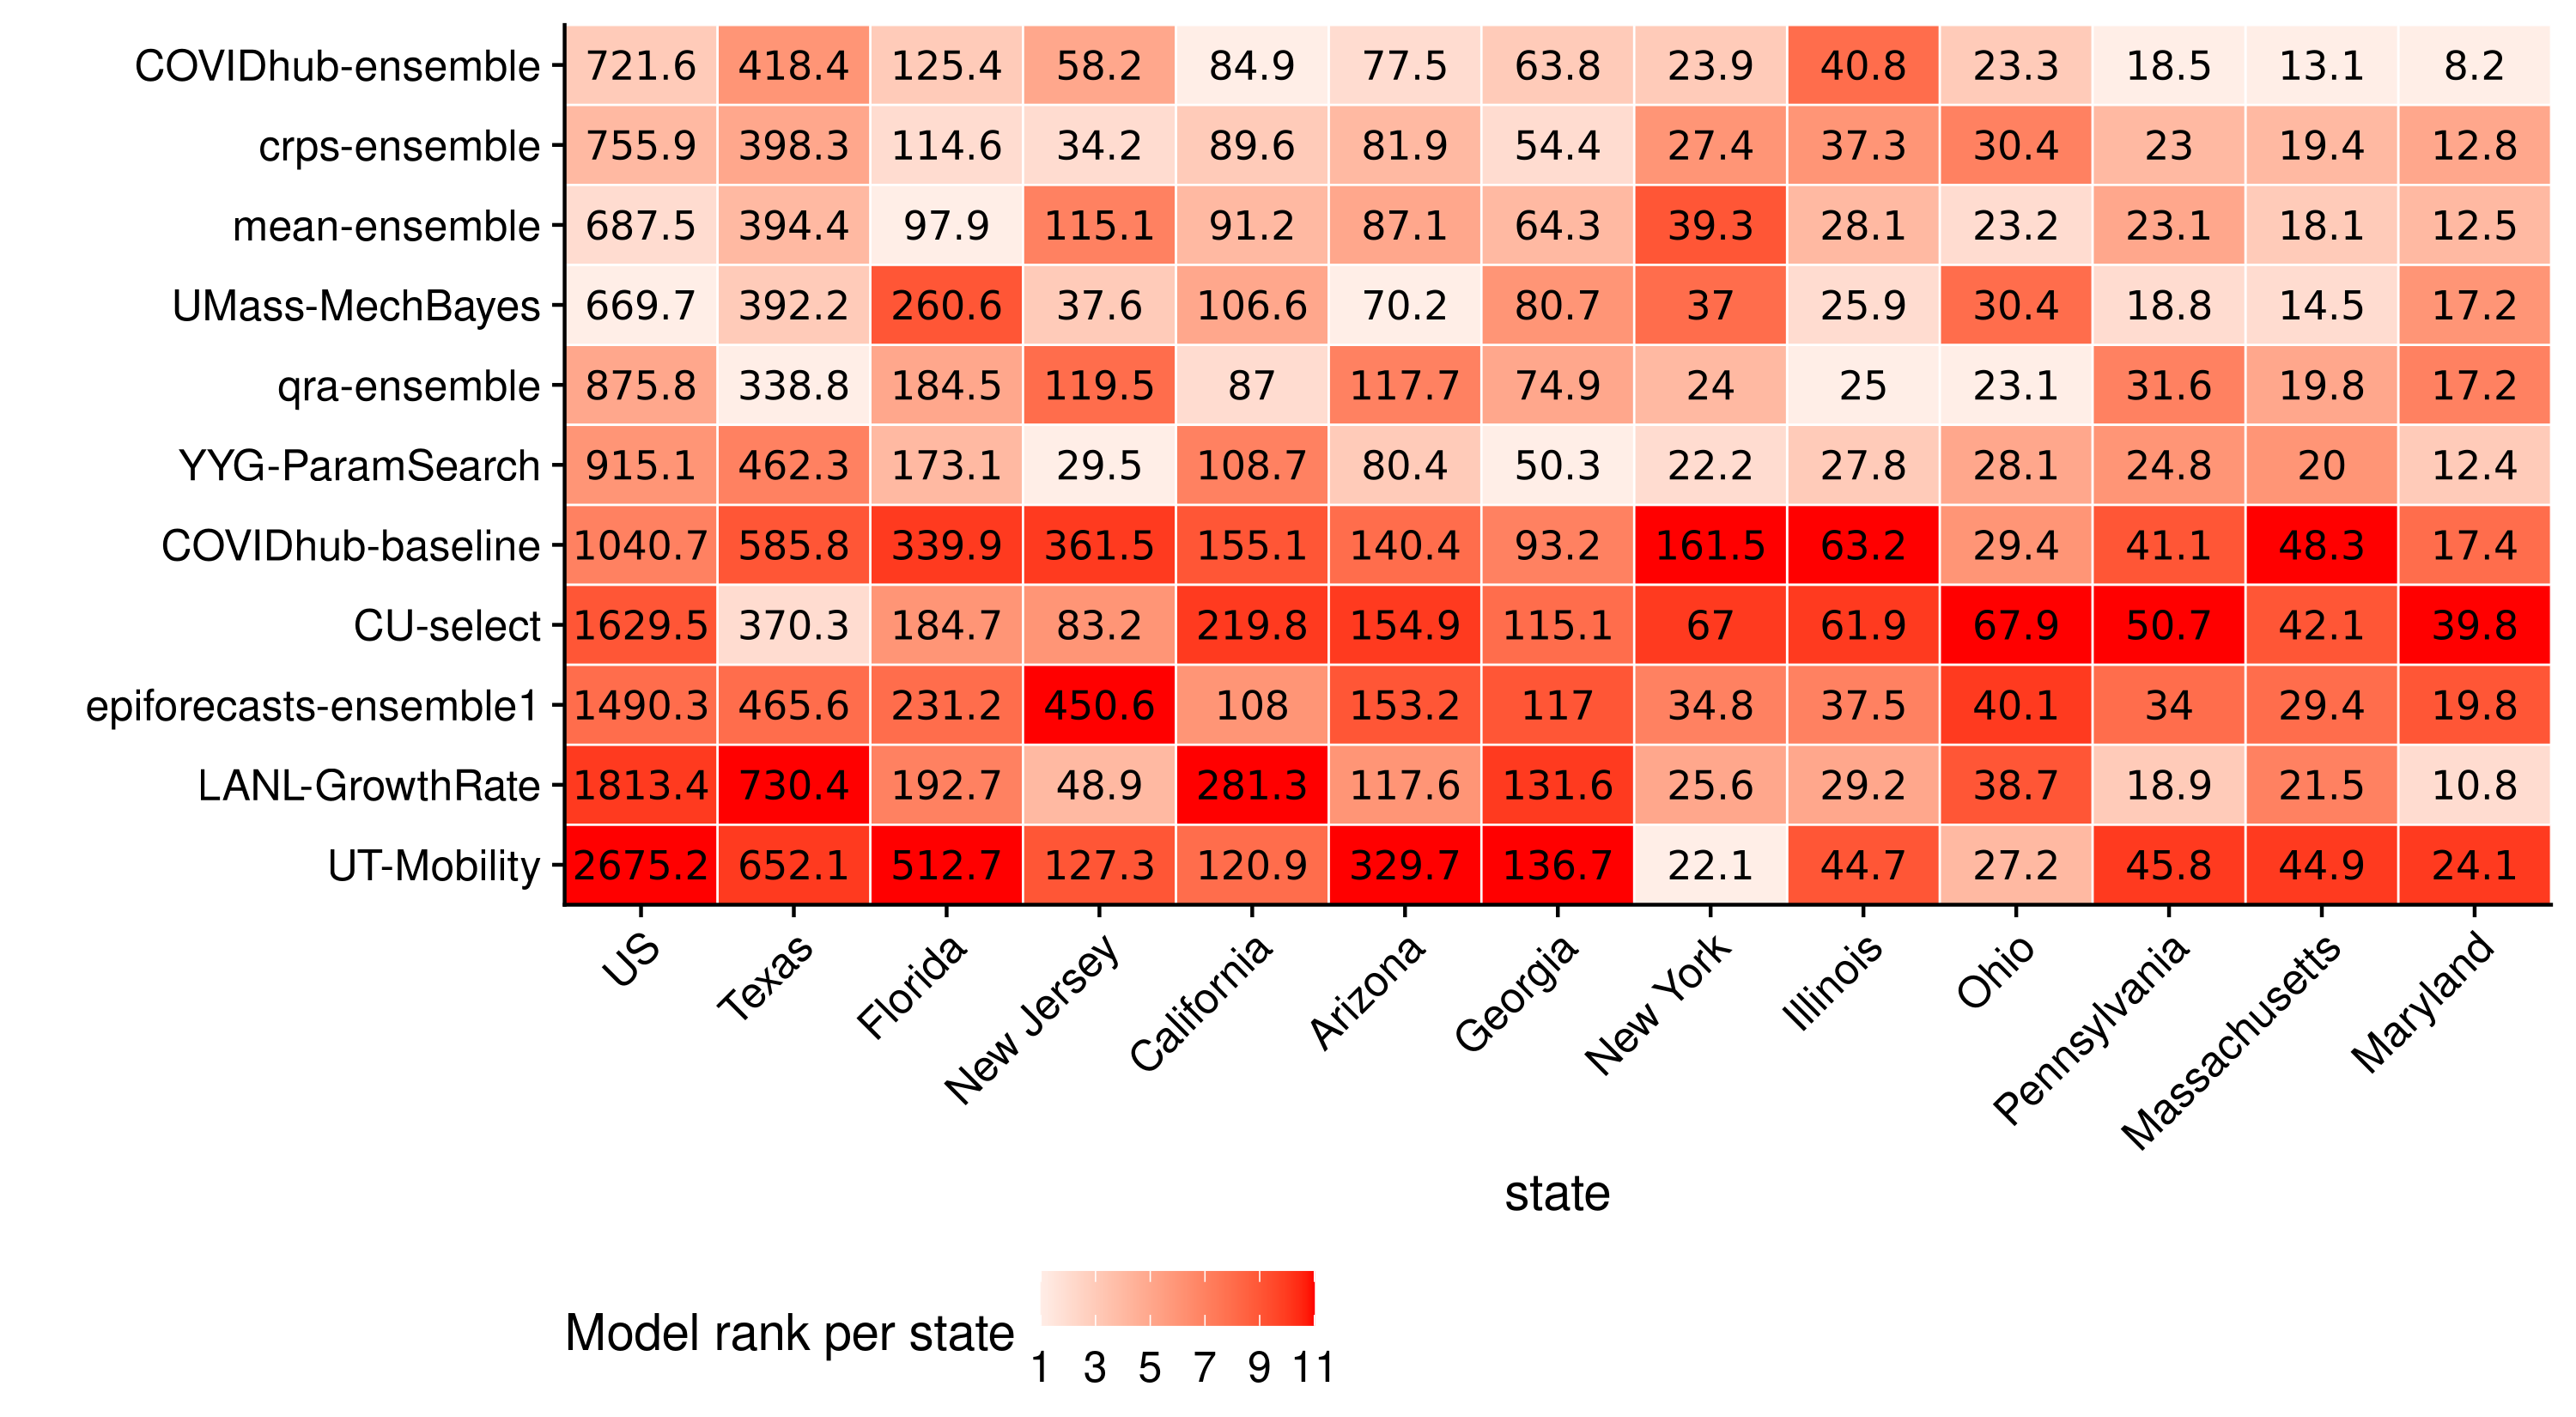 COVIDhub-ensemble 721.6 418.4 125.4 58.2 84.9 77.5 63.8 23.9 40.8 23.3 18.5 13.1 8.2
crps-ensemble 755.9 398.3 114.6 34.2 89.6 81.9 54.4 27.4 37.3 30.4 23 19.4 12.8
mean-ensemble 687.5 394.4 97.9 115.1 91.2 87.1 64.3 39.3 28.1 23.2 23.1 18.1 12.5
UMass-MechBayes 669.7 392.2 260.6 37.6 106.6 70.2 80.7 37 25.9 30.4 18.8 14.5 17.2
qra-ensemble 875.8 338.8 184.5 119.5 87 117.7 74.9 24 25 23.1 31.6 19.8 17.2
YYG-ParamSearch 915.1 462.3 173.1 29.5 108.7 80.4 50.3 22.2 27.8 28.1 24.8 20 12.4
COVIDhub-baseline 1040.7 585.8 339.9 361.5 155.1 140.4 93.2 161.5 63.2 29.4 41.1 48.3 17.4
CU-select 1629.5 370.3 184.7 83.2 219.8 154.9 115.1 67 61.9 67.9 50.7 42.1 39.8
epiforecasts-ensemble1 1490.3 465.6 231.2 450.6 108 153.2 117 34.8 37.5 40.1 34 29.4 19.8
LANL-GrowthRate 1813.4 730.4 192.7 48.9 281.3 117.6 131.6 25.6 29.2 38.7 18.9 21.5 10.8
UT-Mobility 2675.2 652.1 512.7 127.3 120.9 329.7 136.7 22.1 44.7 27.2 45.8 44.9 24.1
US Texas Florida New Jersey California Arizona Georgia New York Illinois Ohio Pennsylvania Massachusetts Maryland
state
Model rank per state
1 3 5 7 9 11